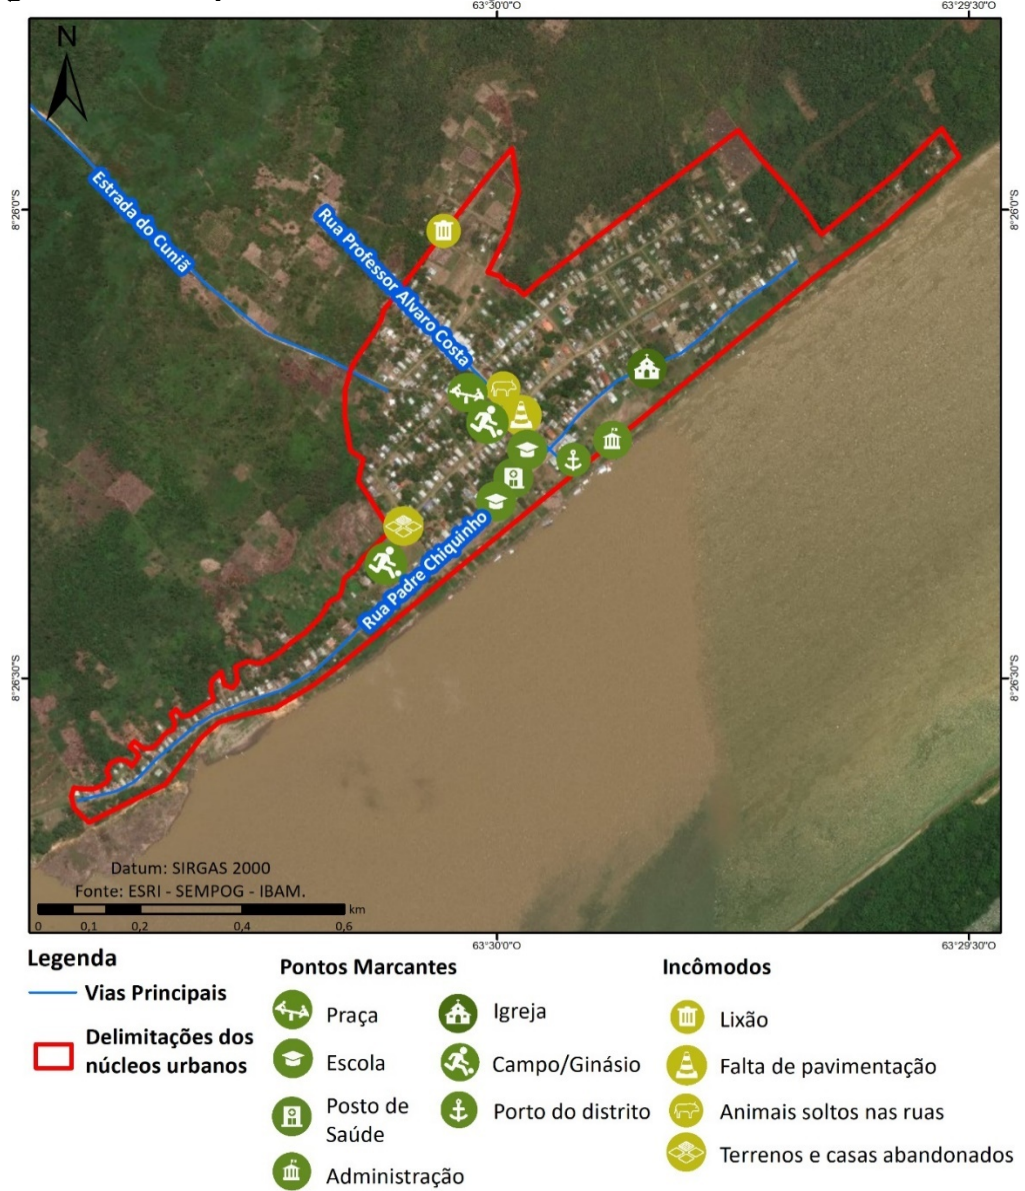 63°30'0"O
63°29'30"O
N
8°26'0"S
8°26'0"S
Estrada do Cuniã
Rua Professor Alvaro Costa
Rua Padre Chiquinho
8°26'30"S
8°26'30"S
Datum: SIRGAS 2000
Fonte: ESRI - SEMPOG - IBAM.
km
0 0,1 0,2 0,4 0,6
63°30'0"O
63°29'30"O
Legenda
Vias Principais
Delimitações dos
núcleos urbanos
Pontos Marcantes
Praça
Escola
Posto de
Saúde
Administração
Igreja
Campo/Ginásio
Porto do distrito
Incômodos
Lixão
Falta de pavimentação
Animais soltos nas ruas
Terrenos e casas abandonados